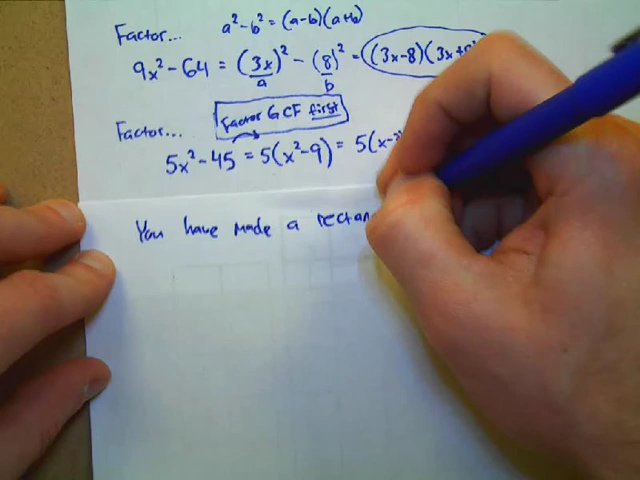 Factor... a² - b² = (a-b)(a+b)
9x² - 64 = (3x)² - (8)² = (3x-8)(3x+
a b
Factor GCF first
Factor...
5x² - 45 = 5(x² - 9) = 5(x-
You have made a rectan